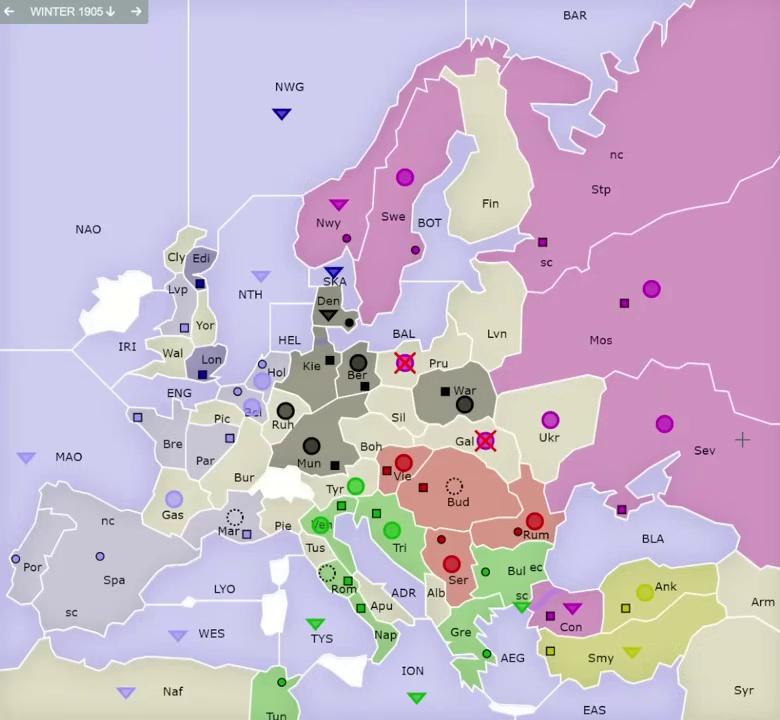 ← WINTER 1905↓ →
BAR
NWG
nc
Stp
Fin
NAO
Nwy
Swe
BOT
Cly
Edi
sc
SKA
Lvp
NTH
Den
Yor
Mos
IRI
HEL
BAL
Lvn
Wal
Lon
Kie
Ber
Pru
Hol
ENG
War
Bel
Pic
Sil
Ruh
Ukr
Bre
Gal
Boh
Sev
Par
Mun
MAO
Bur
Vie
Tyr
Bud
Gas
nc
Mar
Pie
Ven
Rum
BLA
Tus
Tri
Por
Spa
Bul ec
Ser
Rom
Ank
LYO
ADR
Alb
sc
Arm
sc
Apu
Con
WES
TYS
Nap
Gre
AEG
Smy
ION
Naf
Syr
Tun
EAS